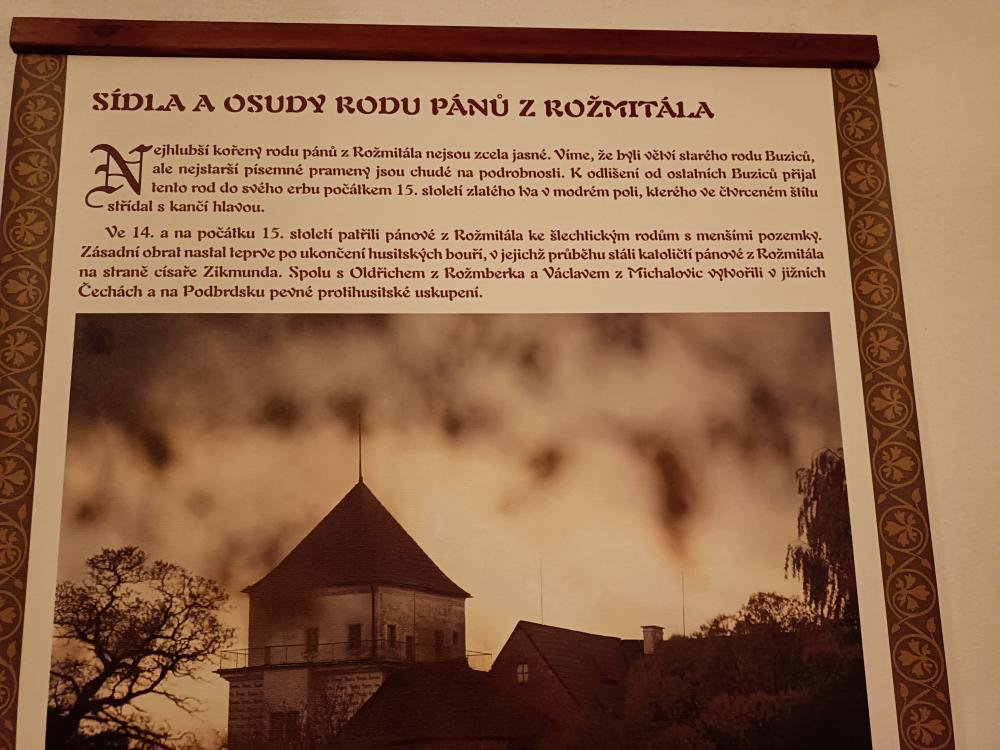 SÍDLA A OSUDY RODU PÁNŮ Z ROŽMITÁLA
Nejhlubší kořeny rodu pánů z Rožmitála nejsou zcela jasné. Víme, že byli větví starého rodu Buziců,
ale nejstarší písemné prameny jsou chudé na podrobnosti. K odlišení od ostatních Buziců přijal
tento rod do svého erbu počátkem 15. století zlatého lva v modrém poli, kterého ve čtvrceném štítu
střídal s kančí hlavou.
Ve 14. a na počátku 15. století patřili pánové z Rožmitála ke šlechtickým rodům s menšími pozemky.
Zásadní obrat nastal teprve po ukončení husitských bouří, v jejichž průběhu stáli katoličtí pánové z Rožmitála
na straně císaře Zikmunda. Spolu s Oldřichem z Rožmberka a Václavem z Michalovic vytvořili v jižních
Čechách a na Podbrdsku pevné protihusitské uskupení.